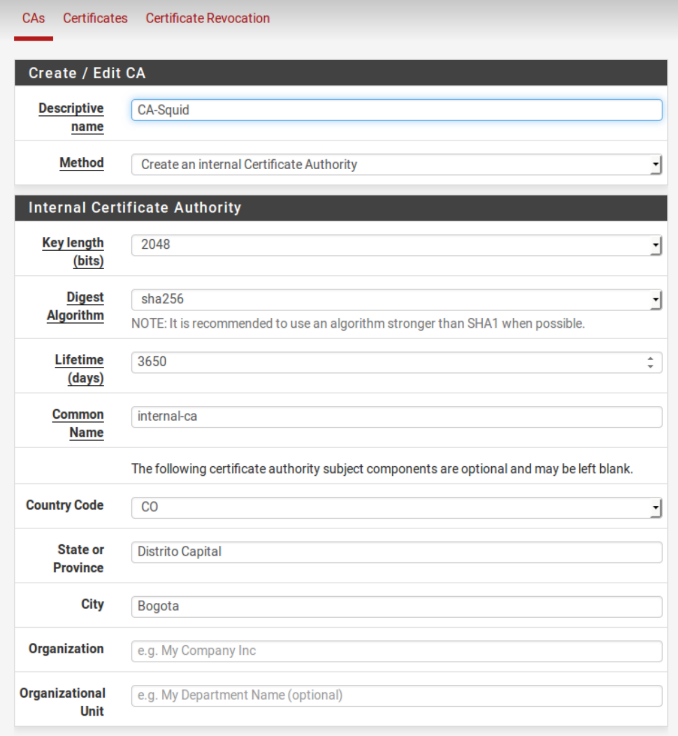 CAs Certificates Certificate Revocation
Create / Edit CA
Descriptive name CA-Squid
Method Create an internal Certificate Authority
Internal Certificate Authority
Key length (bits) 2048
Digest Algorithm sha256
NOTE: It is recommended to use an algorithm stronger than SHA1 when possible.
Lifetime (days) 3650
Common Name internal-ca
The following certificate authority subject components are optional and may be left blank.
Country Code CO
State or Province Distrito Capital
City Bogota
Organization e.g. My Company Inc
Organizational Unit e.g. My Department Name (optional)